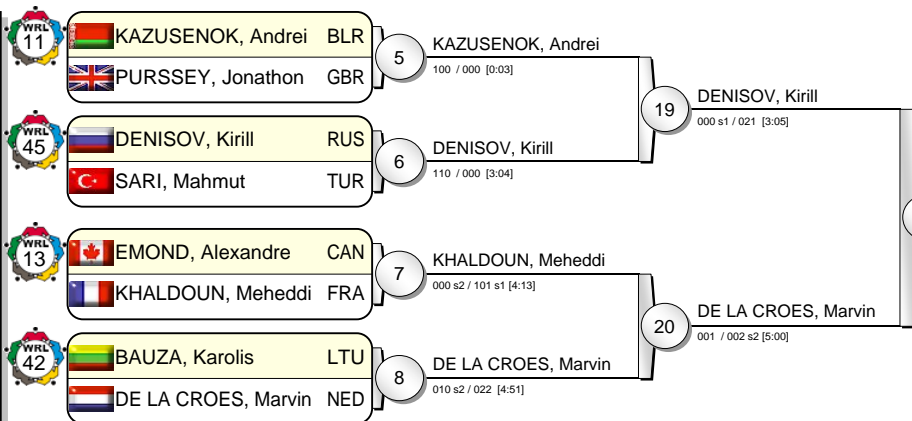 WRL
11
KAZUSENOK, Andrei BLR
PURSSEY, Jonathon GBR
5
KAZUSENOK, Andrei
100 / 000 [0:03]
WRL
45
DENISOV, Kirill RUS
SARI, Mahmut TUR
6
DENISOV, Kirill
110 / 000 [3:04]
19
DENISOV, Kirill
000 s1 / 021 [3:05]
WRL
13
EMOND, Alexandre CAN
KHALDOUN, Meheddi FRA
7
KHALDOUN, Meheddi
000 s2 / 101 s1 [4:13]
WRL
42
BAUZA, Karolis LTU
DE LA CROES, Marvin NED
8
DE LA CROES, Marvin
010 s2 / 022 [4:51]
20
DE LA CROES, Marvin
001 / 002 s2 [5:00]